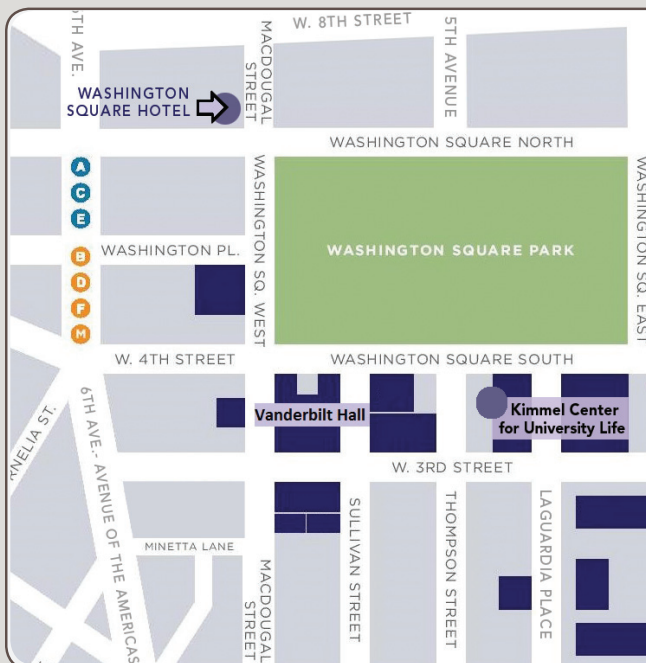 W. 8TH STREET
6TH AVE.
MACDOUGAL
STREET
5TH AVENUE
WASHINGTON
SQUARE HOTEL
WASHINGTON SQUARE NORTH
A
C
E
WASHINGTON SQ. WEST
WASHINGTON SQ. EAST
B
D
F
M
WASHINGTON PL.
WASHINGTON SQUARE PARK
W. 4TH STREET
WASHINGTON SQUARE SOUTH
6TH AVE.- AVENUE OF THE AMERICAS
Vanderbilt Hall
Kimmel Center
for University Life
W. 3RD STREET
SULLIVAN STREET
THOMPSON STREET
LAGUARDIA PLACE
MINETTA LANE
MACDOUGAL
STREET